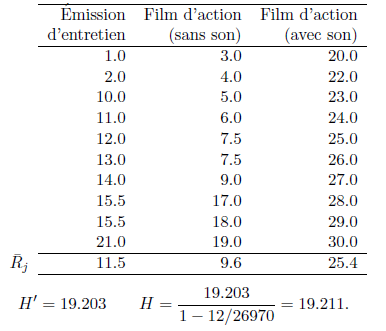 Émission Film d'action Film d'action
d'entretien (sans son) (avec son)
1.0 3.0 20.0
2.0 4.0 22.0
10.0 5.0 23.0
11.0 6.0 24.0
12.0 7.5 25.0
13.0 7.5 26.0
14.0 9.0 27.0
15.5 17.0 28.0
15.5 18.0 29.0
21.0 19.0 30.0
R̄j 11.5 9.6 25.4
H′ = 19.203 H = 19.203 / 1 − 12/26970 = 19.211.